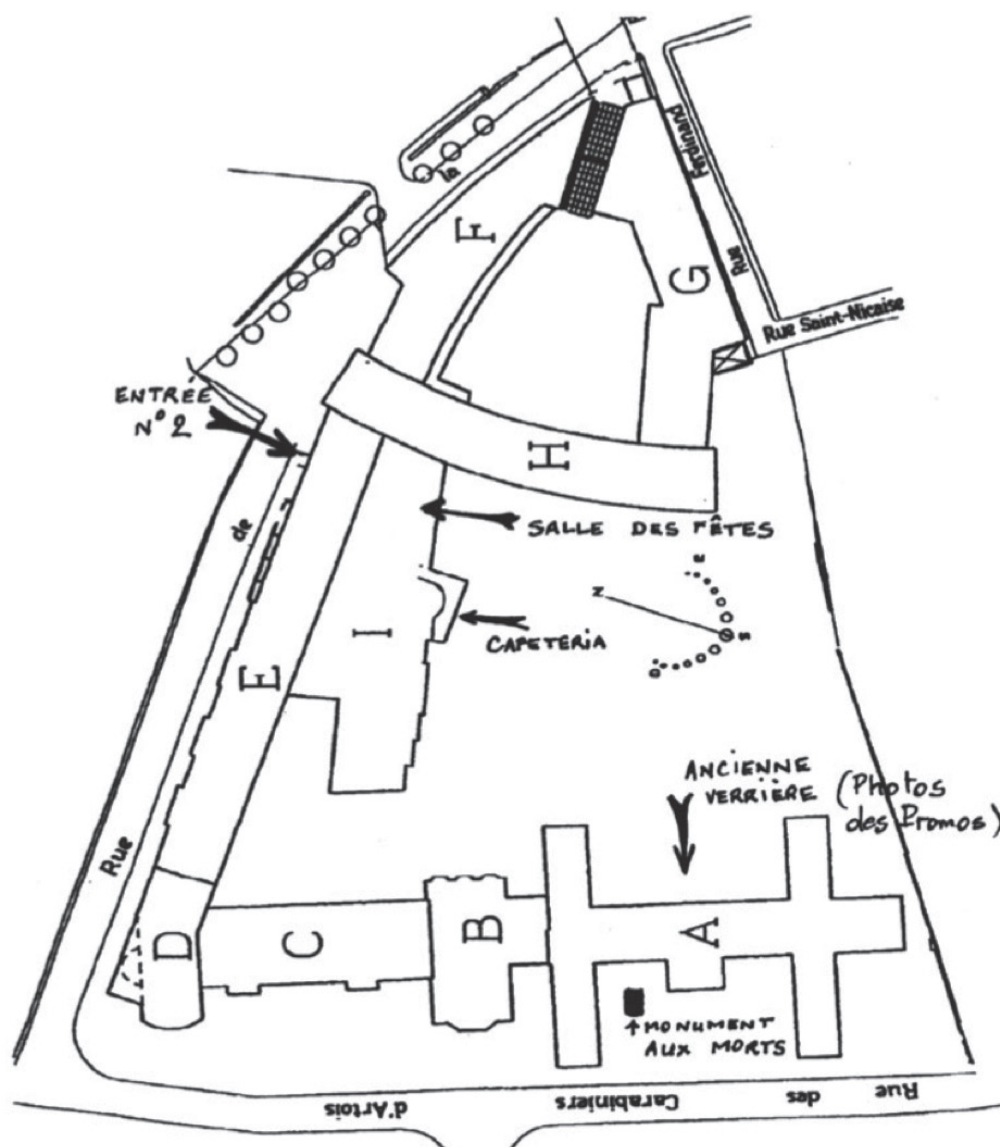 Ferdinand
Rue
Rue Saint-Nicaise
la
F
G
ENTRÉE
N° 2
H
de
SALLE DES FÊTES
N
I
CAFETERIA
E
Rue
ANCIENNE
VERRIÈRE (Photos
des Promos)
D
C
B
A
↑MONUMENT
AUX MORTS
Rue des Carabiniers d'Artois